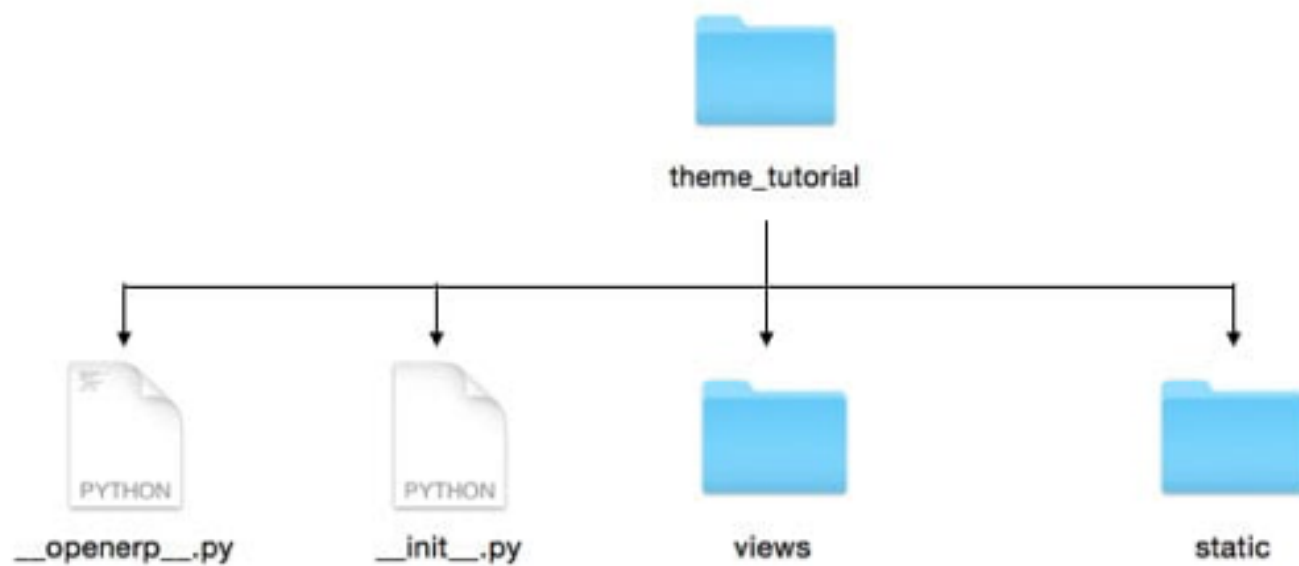 theme_tutorial
PYTHON
PYTHON
__openerp__.py
__init__.py
views
static